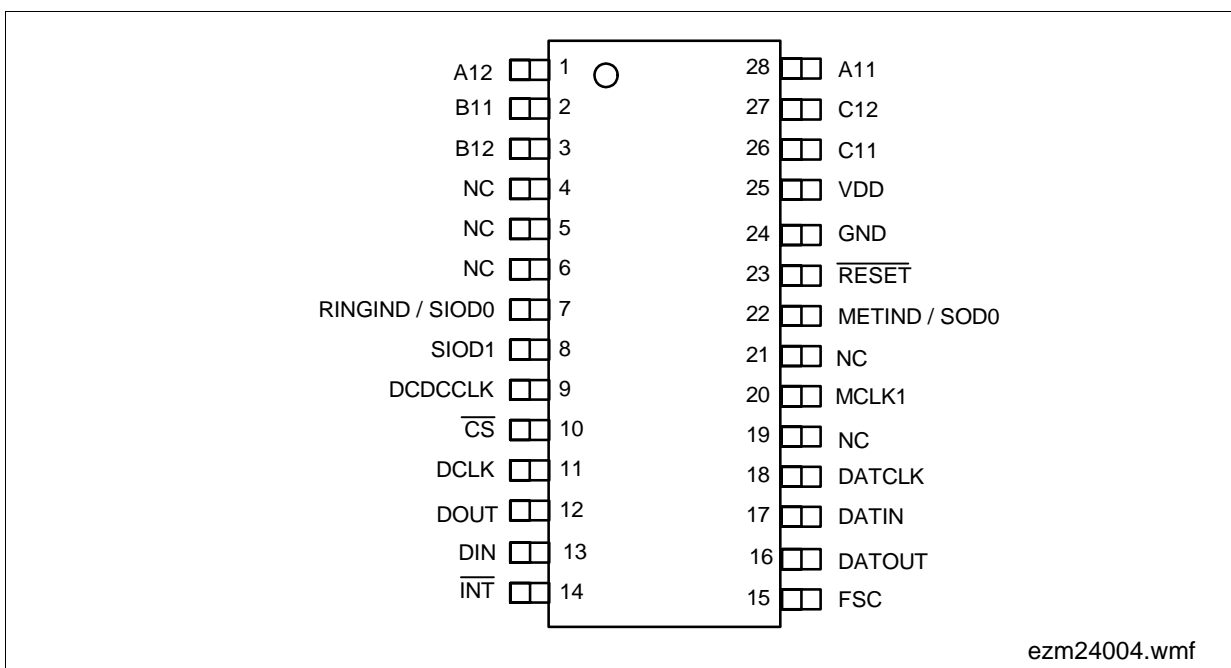 A12 1 28 A11
B11 2 27 C12
B12 3 26 C11
NC 4 25 VDD
NC 5 24 GND
NC 6 23 RESET
RINGIND / SIOD0 7 22 METIND / SOD0
SIOD1 8 21 NC
DCDCCLK 9 20 MCLK1
CS 10 19 NC
DCLK 11 18 DATCLK
DOUT 12 17 DATIN
DIN 13 16 DATOUT
INT 14 15 FSC
ezm24004.wmf